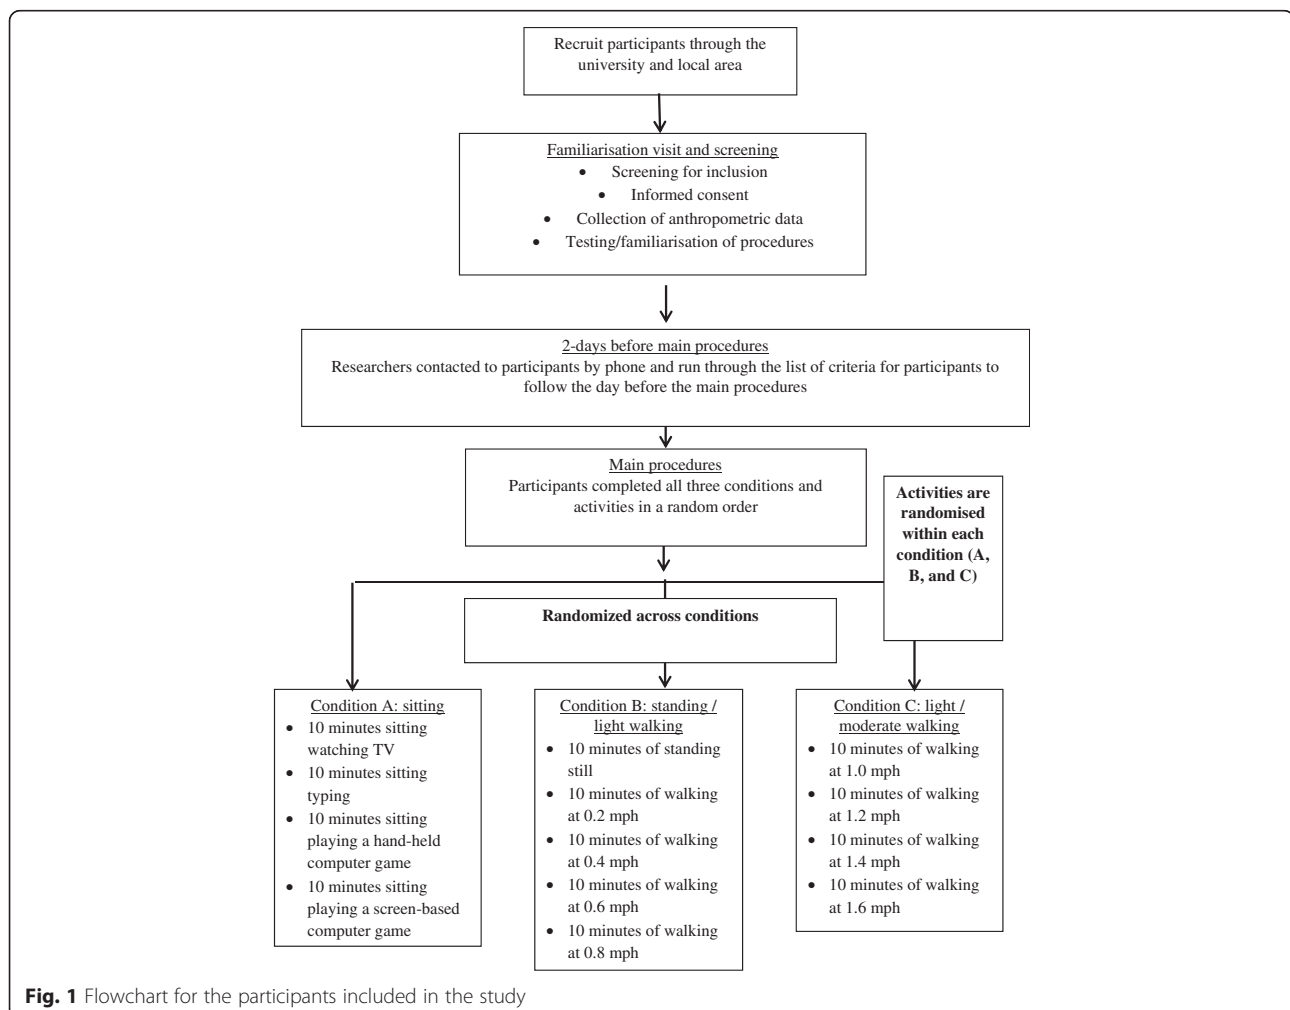 Recruit participants through the
university and local area
Familiarisation visit and screening
• Screening for inclusion
• Informed consent
• Collection of anthropometric data
• Testing/familiarisation of procedures
2-days before main procedures
Researchers contacted to participants by phone and run through the list of criteria for participants to
follow the day before the main procedures
Main procedures
Participants completed all three conditions and
activities in a random order
Activities are
randomised
within each
condition (A,
B, and C)
Randomized across conditions
Condition A: sitting
• 10 minutes sitting
watching TV
• 10 minutes sitting
typing
• 10 minutes sitting
playing a hand-held
computer game
• 10 minutes sitting
playing a screen-based
computer game
Condition B: standing /
light walking
• 10 minutes of standing
still
• 10 minutes of walking
at 0.2 mph
• 10 minutes of walking
at 0.4 mph
• 10 minutes of walking
at 0.6 mph
• 10 minutes of walking
at 0.8 mph
Condition C: light /
moderate walking
• 10 minutes of walking
at 1.0 mph
• 10 minutes of walking
at 1.2 mph
• 10 minutes of walking
at 1.4 mph
• 10 minutes of walking
at 1.6 mph
Fig. 1 Flowchart for the participants included in the study